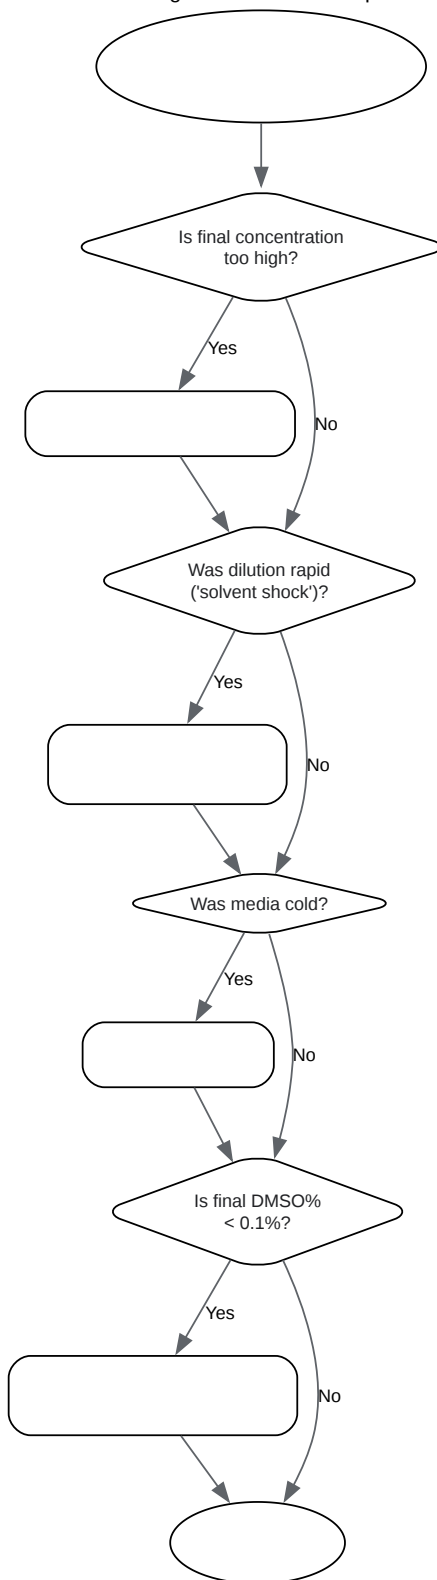 Is final concentration
too high?
Yes
No
Was dilution rapid
('solvent shock')?
Yes
No
Was media cold?
Yes
No
Is final DMSO%
< 0.1%?
Yes
No